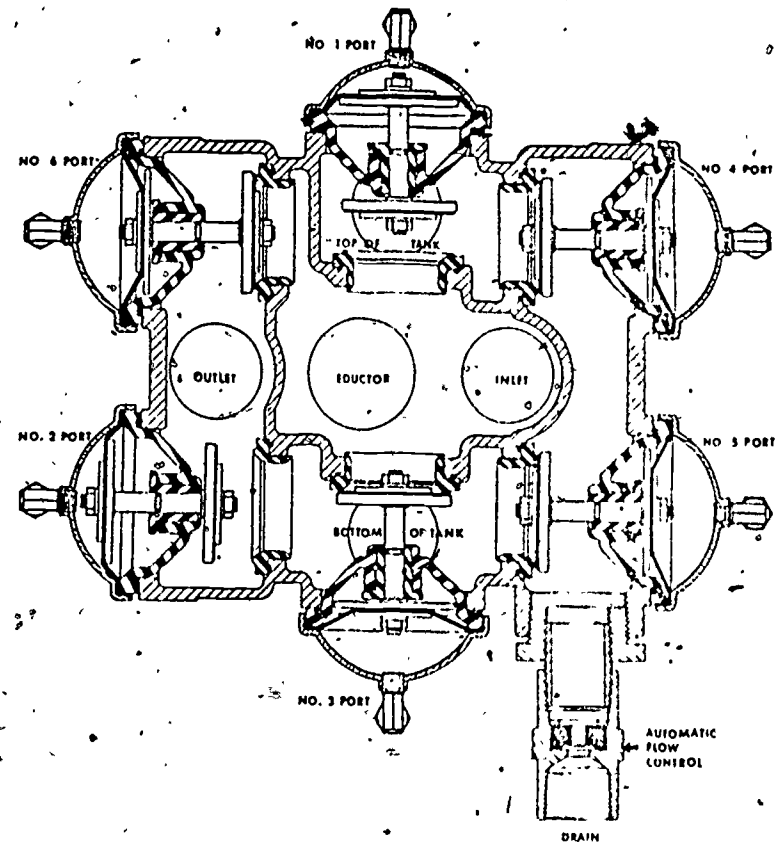 NO 1 PORT
NO 6 PORT
NO 4 PORT
TOP OF TANK
OUTLET
EDUCTOR
INLET
NO. 2 PORT
NO 5 PORT
BOTTOM OF TANK
NO 3 PORT
AUTOMATIC
FLOW
CONTROL
DRAIN